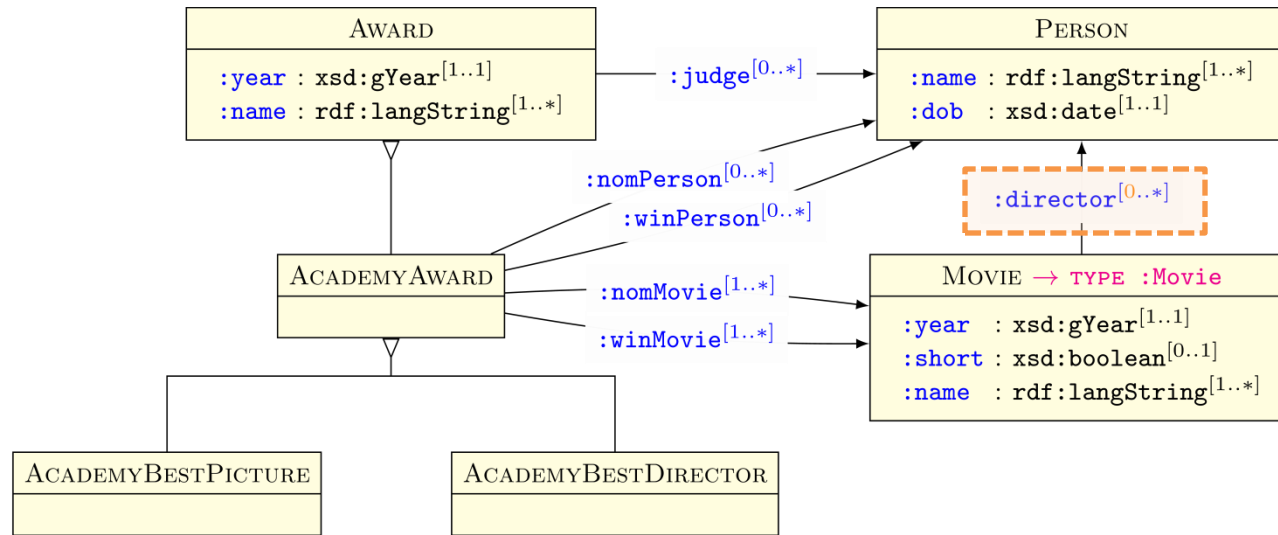 AWARD
:year : xsd:gYear[1..1]
:name : rdf:langString[1..*]
:judge[0..*]
PERSON
:name : rdf:langString[1..*]
:dob : xsd:date[1..1]
:nomPerson[0..*]
:winPerson[0..*]
:director[0..*]
ACADEMYAWARD
:nomMovie[1..*]
:winMovie[1..*]
MOVIE → TYPE :Movie
:year : xsd:gYear[1..1]
:short : xsd:boolean[0..1]
:name : rdf:langString[1..*]
ACADEMYBESTPICTURE
ACADEMYBESTDIRECTOR